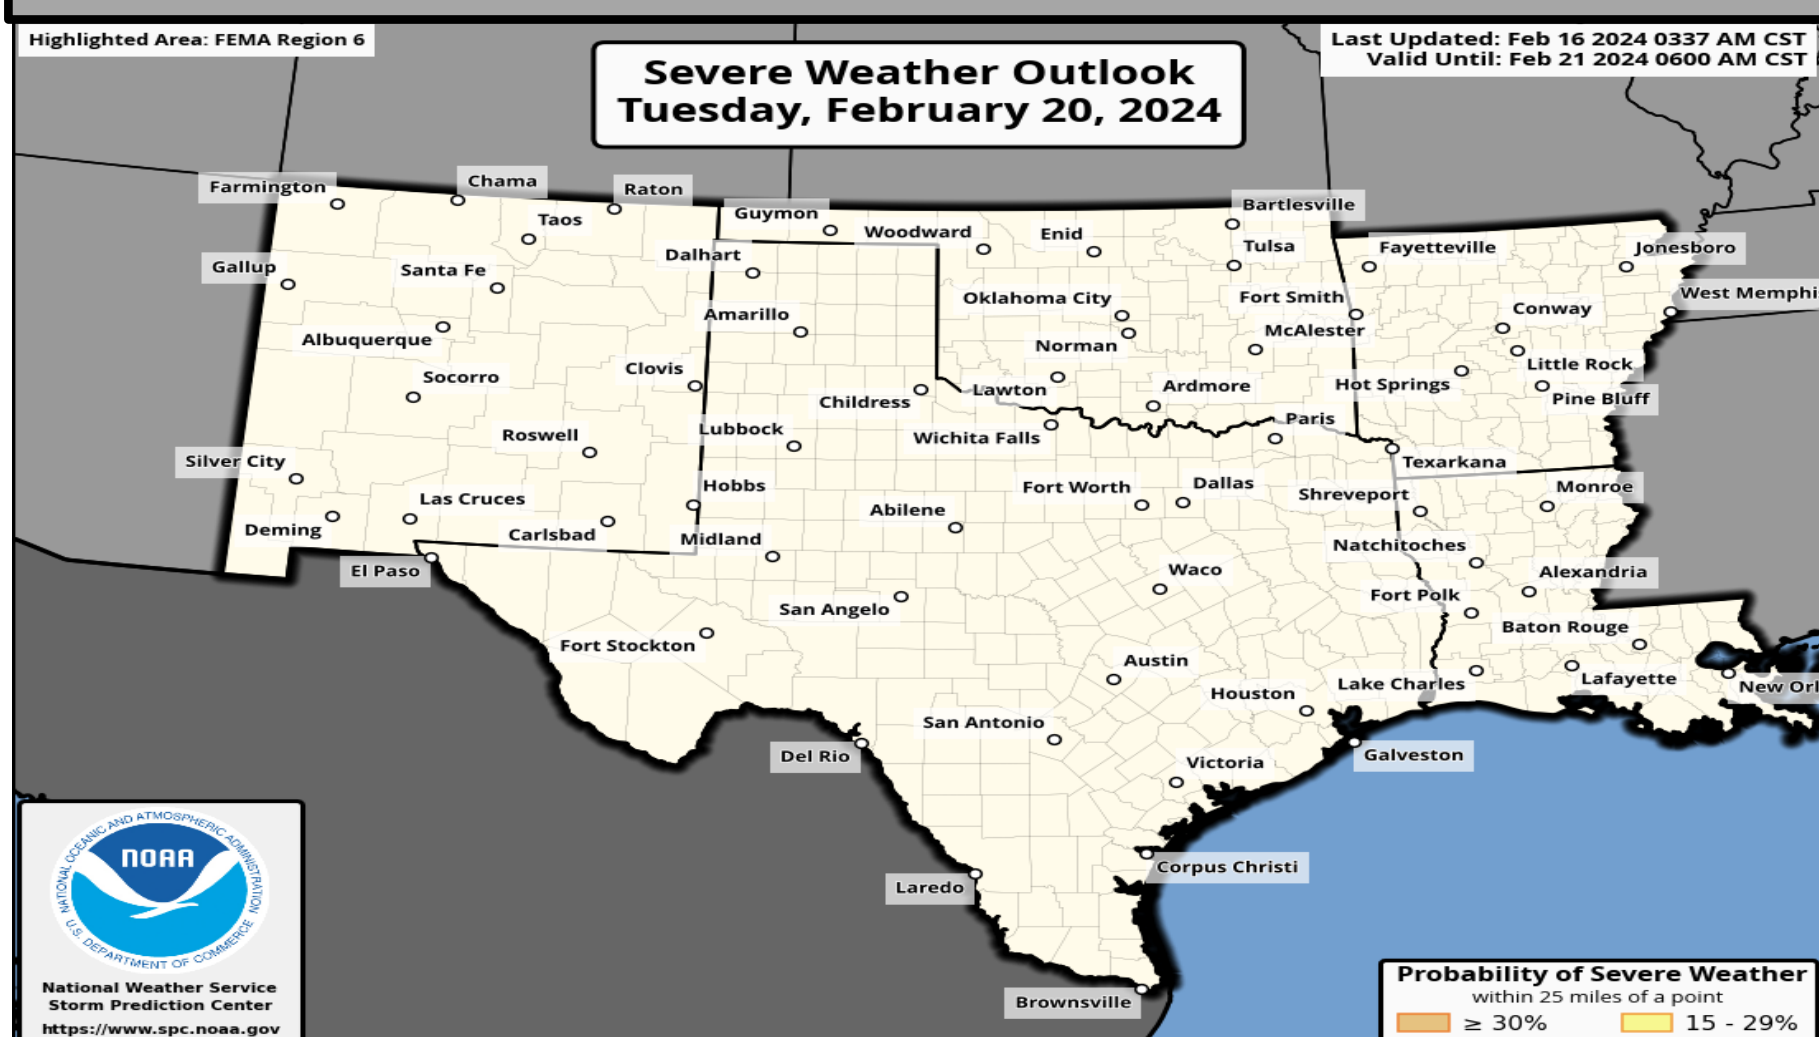 Highlighted Area: FEMA Region 6
Last Updated: Feb 16 2024 0337 AM CST
Valid Until: Feb 21 2024 0600 AM CST
Severe Weather Outlook
Tuesday, February 20, 2024
Farmington
Chama
Raton
Taos
Guymon
Woodward
Enid
Bartlesville
Tulsa
Fayetteville
Jonesboro
Gallup
Santa Fe
Dalhart
Oklahoma City
Fort Smith
West Memphi
Albuquerque
Amarillo
Norman
McAlester
Conway
Socorro
Clovis
Childress
Lawton
Ardmore
Hot Springs
Little Rock
Pine Bluff
Roswell
Lubbock
Wichita Falls
Paris
Texarkana
Silver City
Las Cruces
Hobbs
Abilene
Fort Worth
Dallas
Shreveport
Monroe
Deming
Carlsbad
Midland
Natchitoches
El Paso
Waco
Alexandria
San Angelo
Fort Polk
Fort Stockton
Baton Rouge
Austin
Houston
Lake Charles
Lafayette
New Orl
San Antonio
Del Rio
Victoria
Galveston
Laredo
Corpus Christi
Brownsville
NATIONAL OCEANIC AND ATMOSPHERIC ADMINISTRATION
NOAA
U.S. DEPARTMENT OF COMMERCE
National Weather Service
Storm Prediction Center
https://www.spc.noaa.gov
Probability of Severe Weather
within 25 miles of a point
≥ 30%
15 - 29%